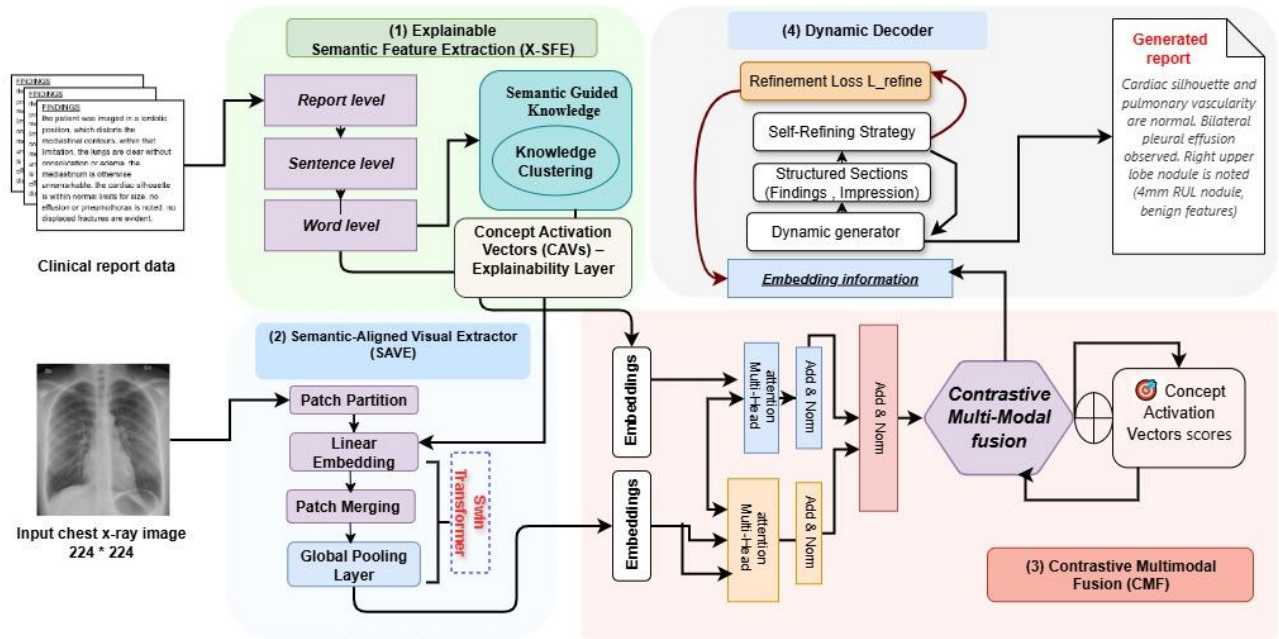 (1) Explainable
Semantic Feature Extraction (X-SFE)
Report level
Sentence level
Word level
Semantic Guided
Knowledge
Knowledge
Clustering
Concept Activation
Vectors (CAVs) –
Explainability Layer
FINDINGS
FINDINGS
FINDINGS
the patient was imaged in a lordotic
position, which distorts the
mediastinal contours, within that
limitation, the lungs are clear without
consolidation or edema. the
mediastinum is otherwise
unremarkable. the cardiac silhouette
is within normal limits for size. no
effusion or pneumothorax is noted. no
displaced fractures are evident.
Clinical report data
(2) Semantic-Aligned Visual Extractor
(SAVE)
Patch Partition
Linear
Embedding
Patch Merging
Global Pooling
Layer
Swin
Transformer
Input chest x-ray image
224 * 224
(4) Dynamic Decoder
Refinement Loss L_refine
Self-Refining Strategy
Structured Sections
(Findings , Impression)
Dynamic generator
Embedding information
Generated
report
Cardiac silhouette and
pulmonary vascularity
are normal. Bilateral
pleural effusion
observed. Right upper
lobe nodule is noted
(4mm RUL nodule,
benign features)
Embeddings
Embeddings
attention
Multi-Head
Add & Norm
attention
Multi-Head
Add & Norm
Add & Norm
Contrastive
Multi-Modal
fusion
Concept
Activation
Vectors scores
(3) Contrastive Multimodal
Fusion (CMF)